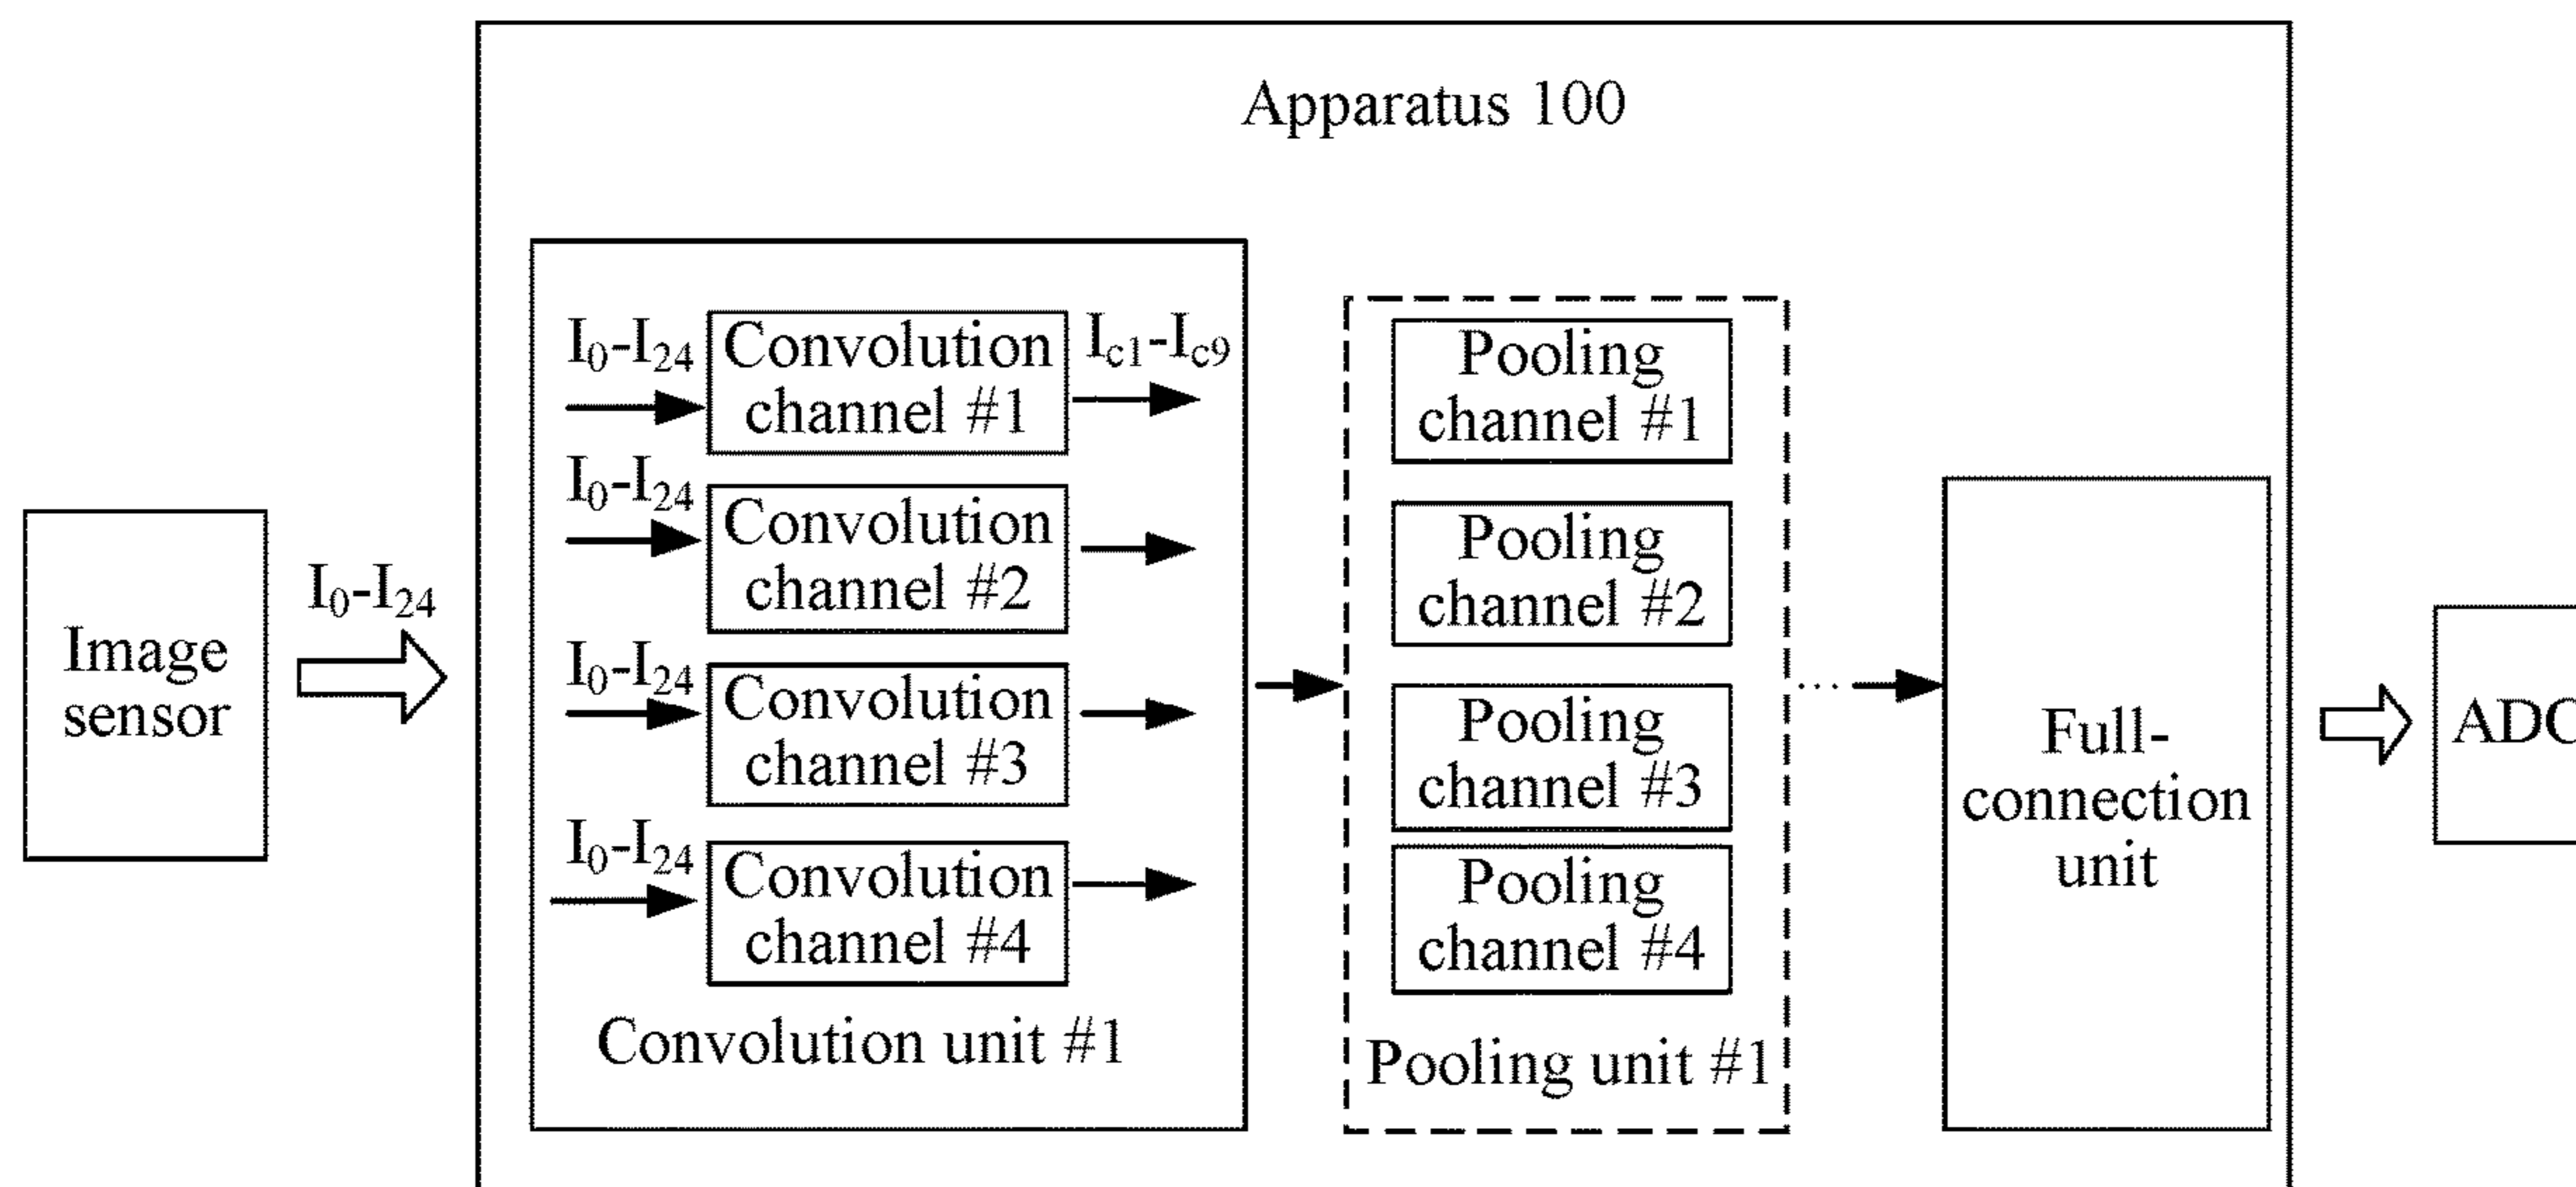 Apparatus 100
Image
sensor
I₀-I₂₄
I₀-I₂₄
Convolution
channel #1
I꜀₁-I꜀₉
I₀-I₂₄
Convolution
channel #2
I₀-I₂₄
Convolution
channel #3
I₀-I₂₄
Convolution
channel #4
Convolution unit #1
Pooling
channel #1
Pooling
channel #2
Pooling
channel #3
Pooling
channel #4
Pooling unit #1
...
Full-
connection
unit
ADC